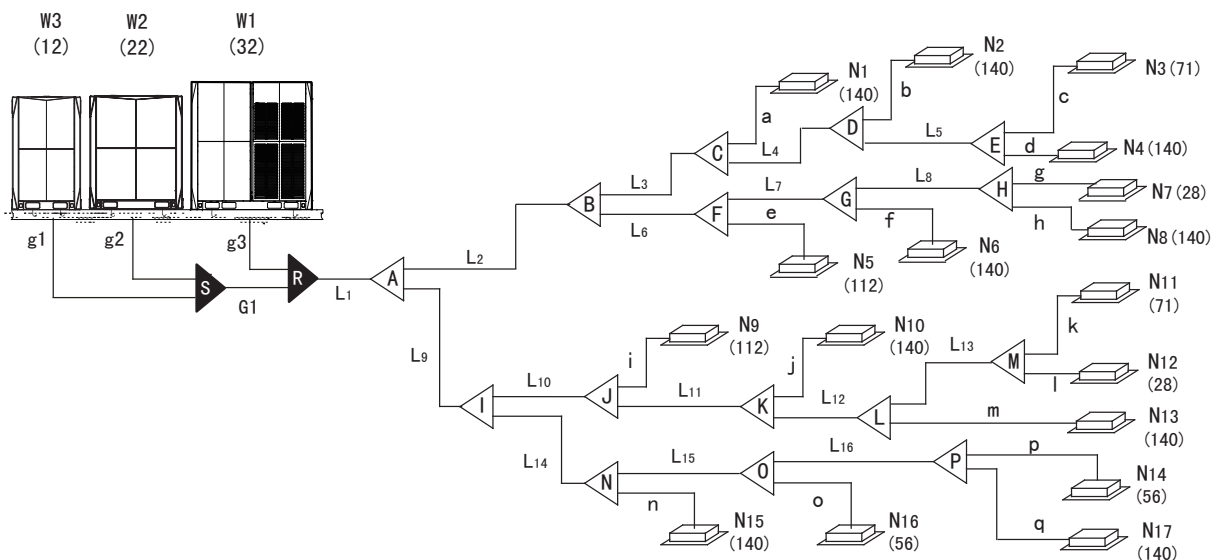 W3
(12)
W2
(22)
W1
(32)
g1
g2
g3
S
G1
R
L1
A
L2
B
L3
C
a
N1
(140)
L4
D
b
N2
(140)
L5
E
c
N3 (71)
d
N4 (140)
L6
F
L7
e
N5
(112)
G
L8
f
N6
(140)
H
g
N7 (28)
h
N8 (140)
L9
I
L10
J
i
N9
(112)
L11
K
j
N10
(140)
L12
L
L13
M
k
N11
(71)
l
N12
(28)
m
N13
(140)
L14
N
L15
n
N15
(140)
O
L16
o
N16
(56)
P
p
N14
(56)
q
N17
(140)